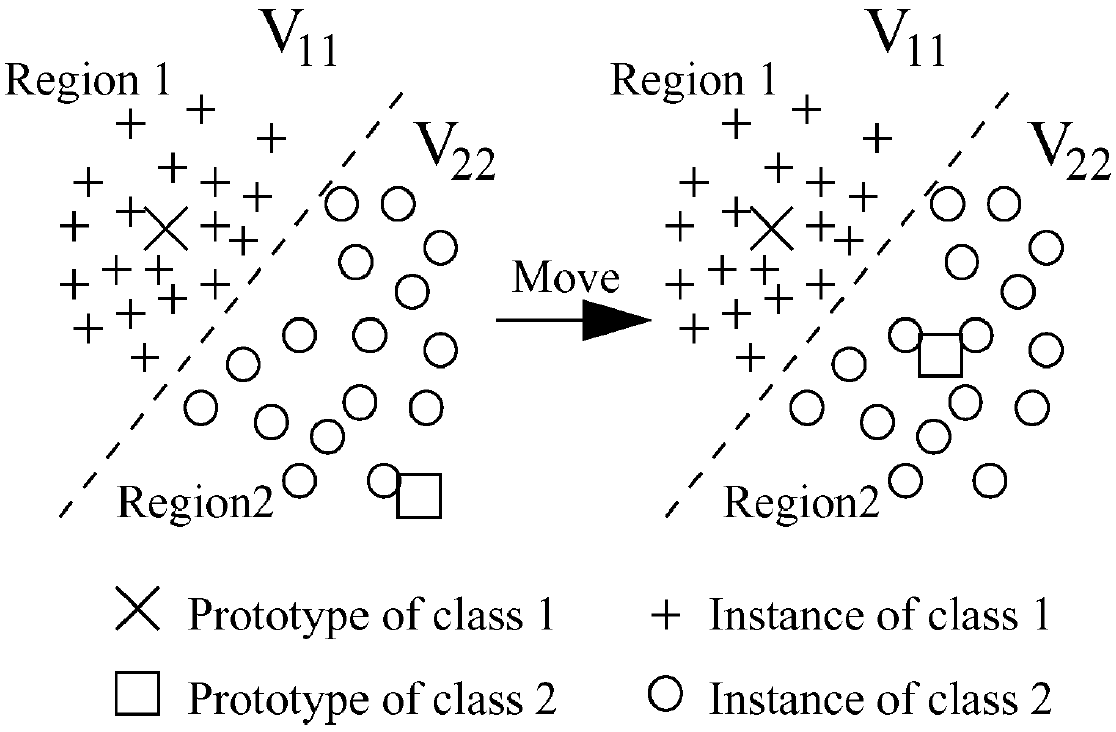 V11
Region 1
V22
Region2
Move
V11
Region 1
V22
Region2
Prototype of class 1
Instance of class 1
Prototype of class 2
Instance of class 2